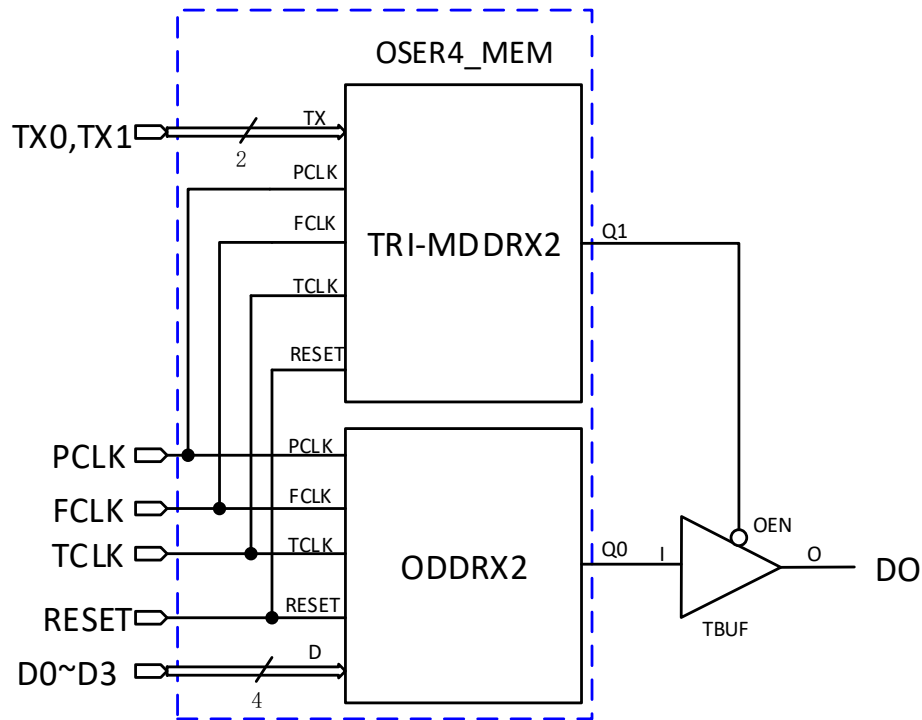 OSER4_MEM
TX0,TX1
TX
2
PCLK
FCLK
TCLK
RESET
TRI-MDDRX2
Q1
PCLK
FCLK
TCLK
RESET
D0~D3
PCLK
FCLK
TCLK
RESET
D
4
ODDRX2
Q0
I
OEN
O
TBUF
DO